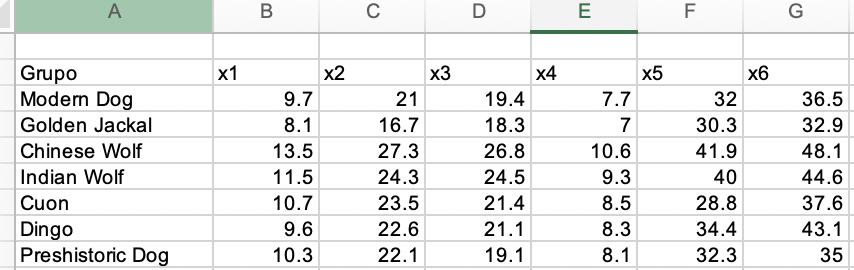 A B C D E F G
Grupo x1 x2 x3 x4 x5 x6
Modern Dog 9.7 21 19.4 7.7 32 36.5
Golden Jackal 8.1 16.7 18.3 7 30.3 32.9
Chinese Wolf 13.5 27.3 26.8 10.6 41.9 48.1
Indian Wolf 11.5 24.3 24.5 9.3 40 44.6
Cuon 10.7 23.5 21.4 8.5 28.8 37.6
Dingo 9.6 22.6 21.1 8.3 34.4 43.1
Preshistoric Dog 10.3 22.1 19.1 8.1 32.3 35